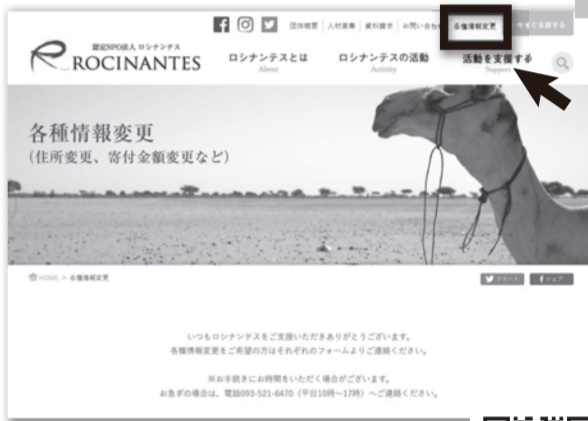 団体概要 人材募集 資料請求 お問い合わせ 各種情報変更 今すぐ支援する
認定NPO法人 ロシナンテス
ROCINANTES
ロシナンテスとは ロシナンテスの活動 活動を支援する
About Activity Support
各種情報変更
(住所変更、寄付金額変更など)
HOME > 各種情報変更
ツイート シェア
いつもロシナンテスをご支援いただきありがとうございます。
各種情報変更をご希望の方はそれぞれのフォームよりご連絡ください。
※お手続きにお時間をいただく場合がございます。
お急ぎの場合は、電話093-521-6470（平日10時〜17時）へご連絡ください。